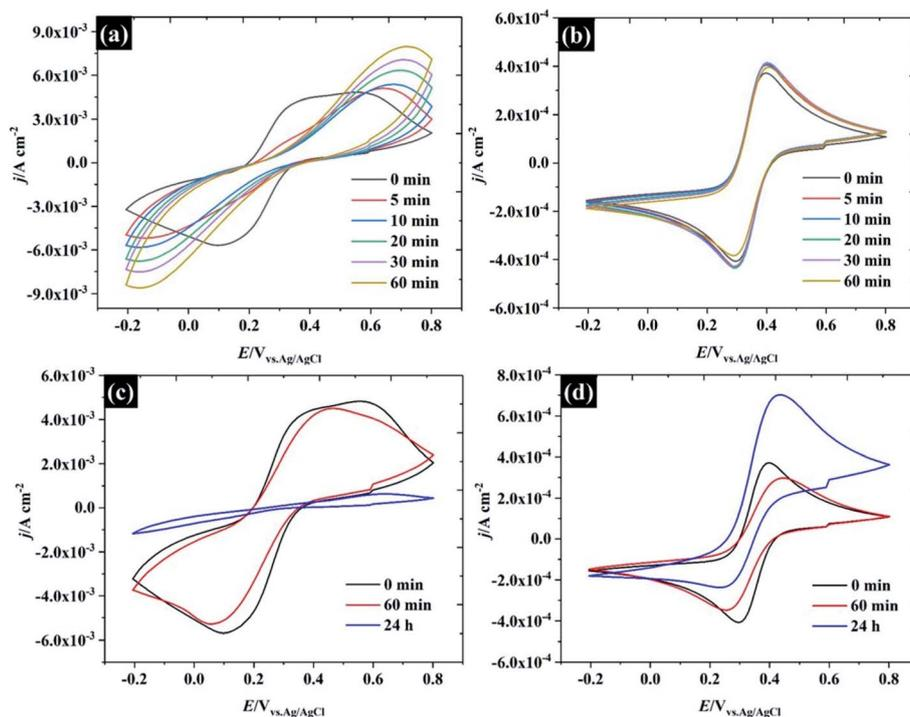 (a)
9.0x10⁻³
6.0x10⁻³
3.0x10⁻³
0.0
-3.0x10⁻³
-6.0x10⁻³
-9.0x10⁻³
j/A cm⁻²
0 min
5 min
10 min
20 min
30 min
60 min
-0.2 0.0 0.2 0.4 0.6 0.8
E/V vs.Ag/AgCl
(b)
4.0x10⁻⁴
2.0x10⁻⁴
0.0
-2.0x10⁻⁴
-4.0x10⁻⁴
-6.0x10⁻⁴
j/A cm⁻²
0 min
5 min
10 min
20 min
30 min
60 min
-0.2 0.0 0.2 0.4 0.6 0.8
E/V vs.Ag/AgCl
(c)
6.0x10⁻³
4.0x10⁻³
2.0x10⁻³
0.0
-2.0x10⁻³
-4.0x10⁻³
-6.0x10⁻³
j/A cm⁻²
0 min
60 min
24 h
-0.2 0.0 0.2 0.4 0.6 0.8
E/V vs.Ag/AgCl
(d)
8.0x10⁻⁴
6.0x10⁻⁴
4.0x10⁻⁴
2.0x10⁻⁴
0.0
-2.0x10⁻⁴
-4.0x10⁻⁴
-6.0x10⁻⁴
j/A cm⁻²
0 min
60 min
24 h
-0.2 0.0 0.2 0.4 0.6 0.8
E/V vs.Ag/AgCl